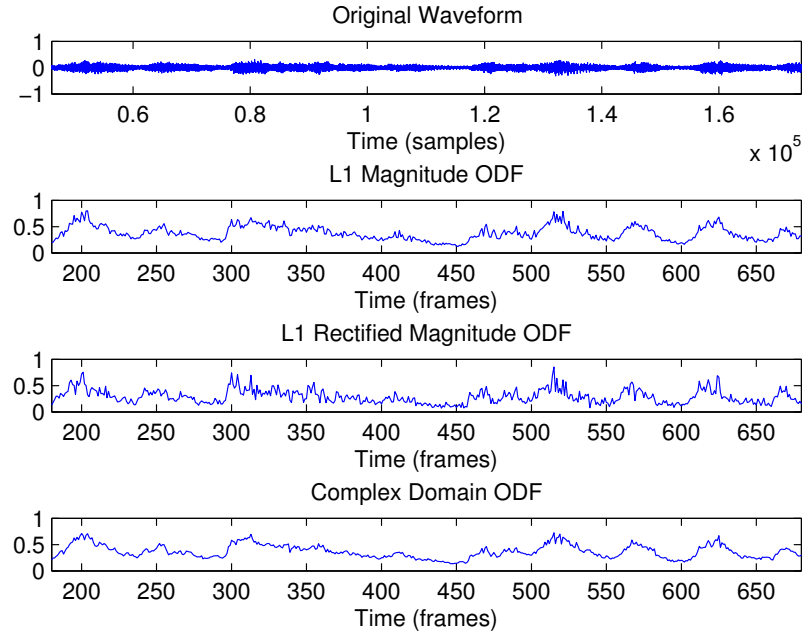 Original Waveform
1
0
−1
0.6 0.8 1 1.2 1.4 1.6
Time (samples)
x 10^5
L1 Magnitude ODF
1
0.5
0
200 250 300 350 400 450 500 550 600 650
Time (frames)
L1 Rectified Magnitude ODF
1
0.5
0
200 250 300 350 400 450 500 550 600 650
Time (frames)
Complex Domain ODF
1
0.5
0
200 250 300 350 400 450 500 550 600 650
Time (frames)